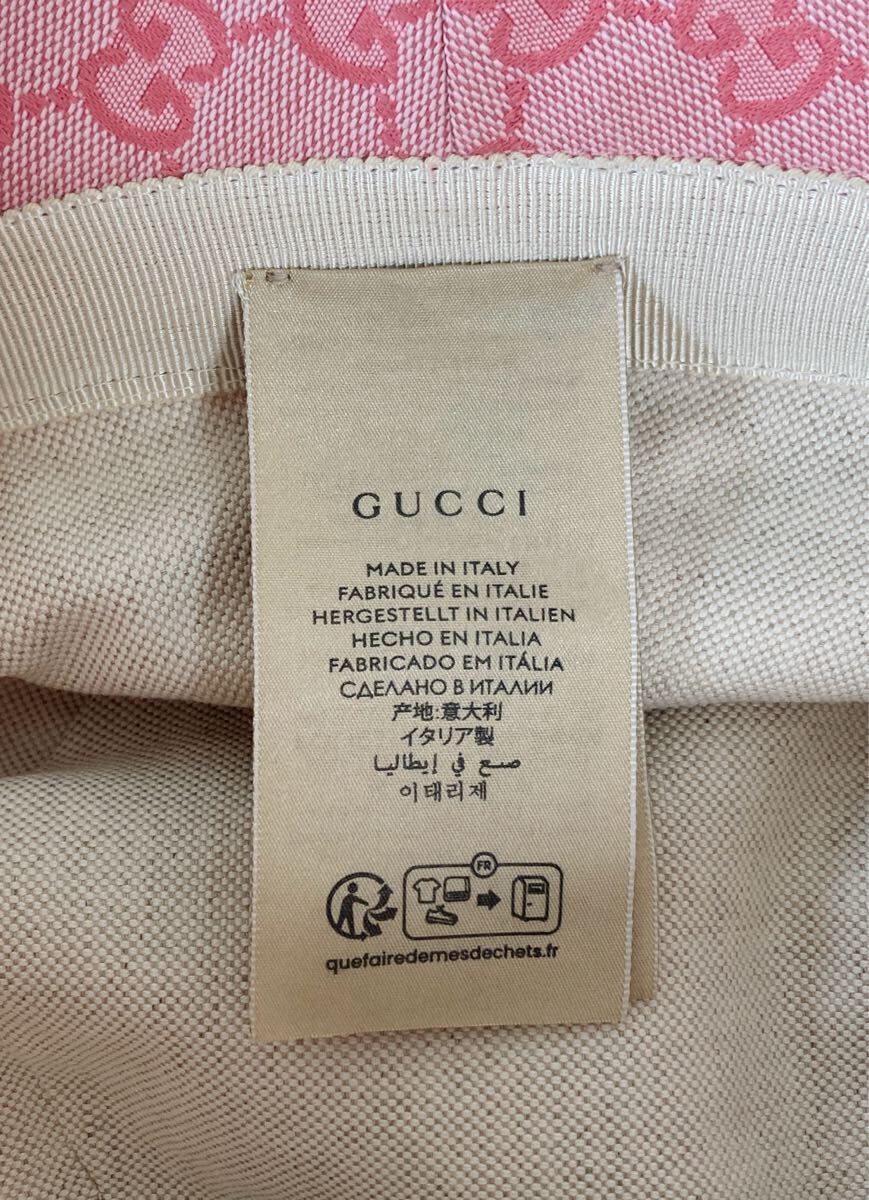 GUCCI
MADE IN ITALY
FABRIQUÉ EN ITALIE
HERGESTELLT IN ITALIEN
HECHO EN ITALIA
FABRICADO EM ITÁLIA
СДЕЛАНО В ИТАЛИИ
产地:意大利
イタリア製
صنع في إيطاليا
이태리제
FR
quefairedemesdechets.fr